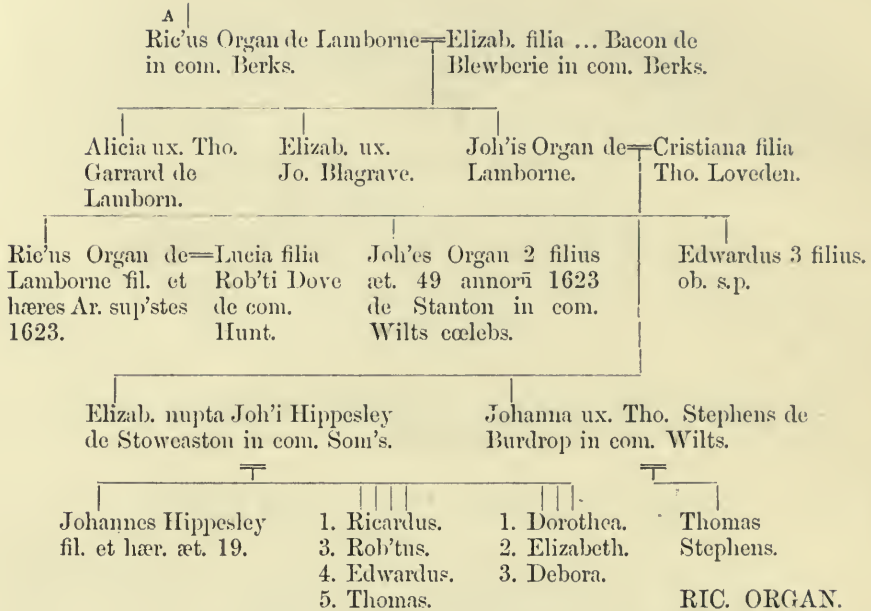 A
Ric'us Organ de Lamborne=Elizab. filia ... Bacon de
in com. Berks. Blewberie in com. Berks.
Alicia ux. Tho. Elizab. ux. Joh'is Organ de=Cristiana filia
Garrard de Jo. Blagrave. Lamborne. Tho. Loveden.
Lamborn.
Ric'us Organ de=Lucia filia Joh'es Organ 2 filius Edwardus 3 filius.
Lamborne fil. et Rob'ti Dove æt. 49 annorū 1623 ob. s.p.
hæres Ar. sup'stes de com. de Stanton in com.
1623. Hunt. Wilts cœlebs.
Elizab. nupta Joh'i Hippesley Johanna ux. Tho. Stephens de
de Stoweaston in com. Som's. Burdrop in com. Wilts.
Johannes Hippesley 1. Ricardus. 1. Dorothea. Thomas
fil. et hær. æt. 19. 3. Rob'tus. 2. Elizabeth. Stephens.
4. Edwardus. 3. Debora.
5. Thomas. RIC. ORGAN.